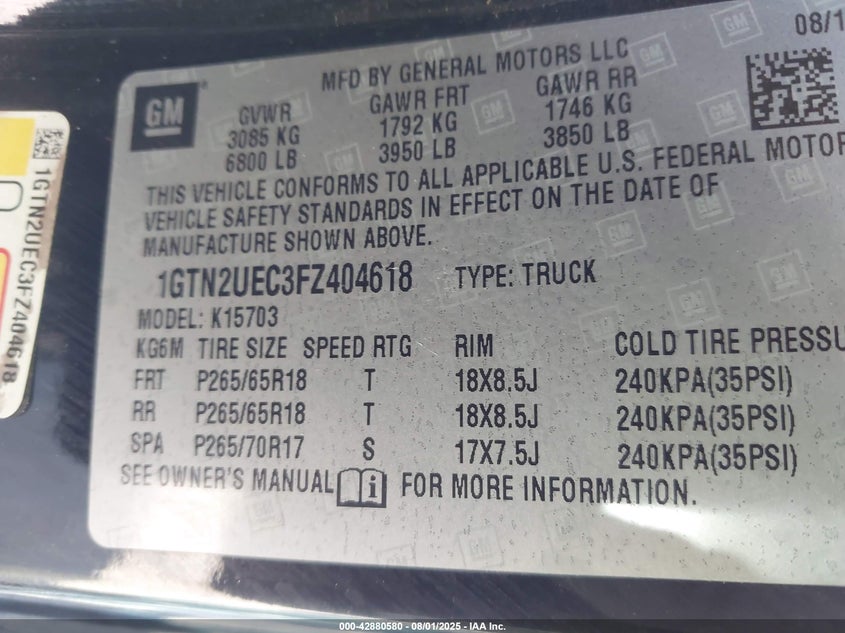 08/1
MFD BY GENERAL MOTORS LLC
GM
GVWR GAWR FRT GAWR RR
3085 KG 1792 KG 1746 KG
6800 LB 3950 LB 3850 LB
THIS VEHICLE CONFORMS TO ALL APPLICABLE U.S. FEDERAL MOTOR
VEHICLE SAFETY STANDARDS IN EFFECT ON THE DATE OF
MANUFACTURE SHOWN ABOVE.
1GTN2UEC3FZ404618 TYPE: TRUCK
MODEL: K15703
KG6M TIRE SIZE SPEED RTG RIM COLD TIRE PRESSU
FRT P265/65R18 T 18X8.5J 240KPA(35PSI)
RR P265/65R18 T 18X8.5J 240KPA(35PSI)
SPA P265/70R17 S 17X7.5J 240KPA(35PSI)
SEE OWNER'S MANUAL i FOR MORE INFORMATION.
1GTN2UEC3FZ404618
000-42880580 - 08/01/2025 - IAAI.COM